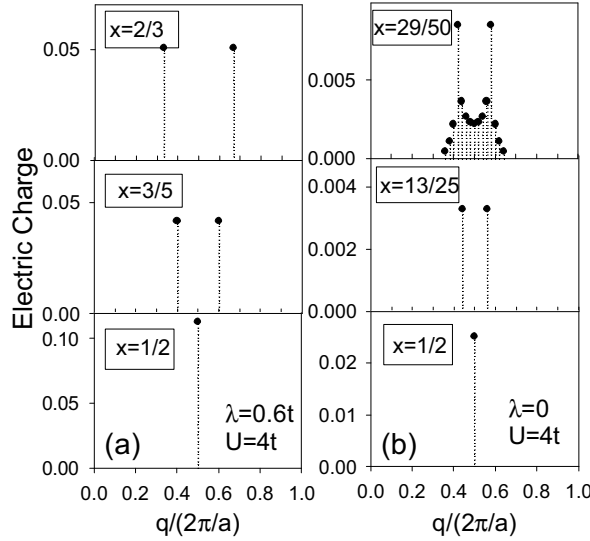 Electric Charge
x=2/3
0.05
0.00
x=3/5
0.05
0.00
x=1/2
0.10
0.05
0.00
λ=0.6t
U=4t
(a)
0.0 0.2 0.4 0.6 0.8 1.0
q/(2π/a)
x=29/50
0.005
0.000
x=13/25
0.004
0.002
0.000
x=1/2
0.02
0.01
0.00
λ=0
U=4t
(b)
0.0 0.2 0.4 0.6 0.8 1.0
q/(2π/a)